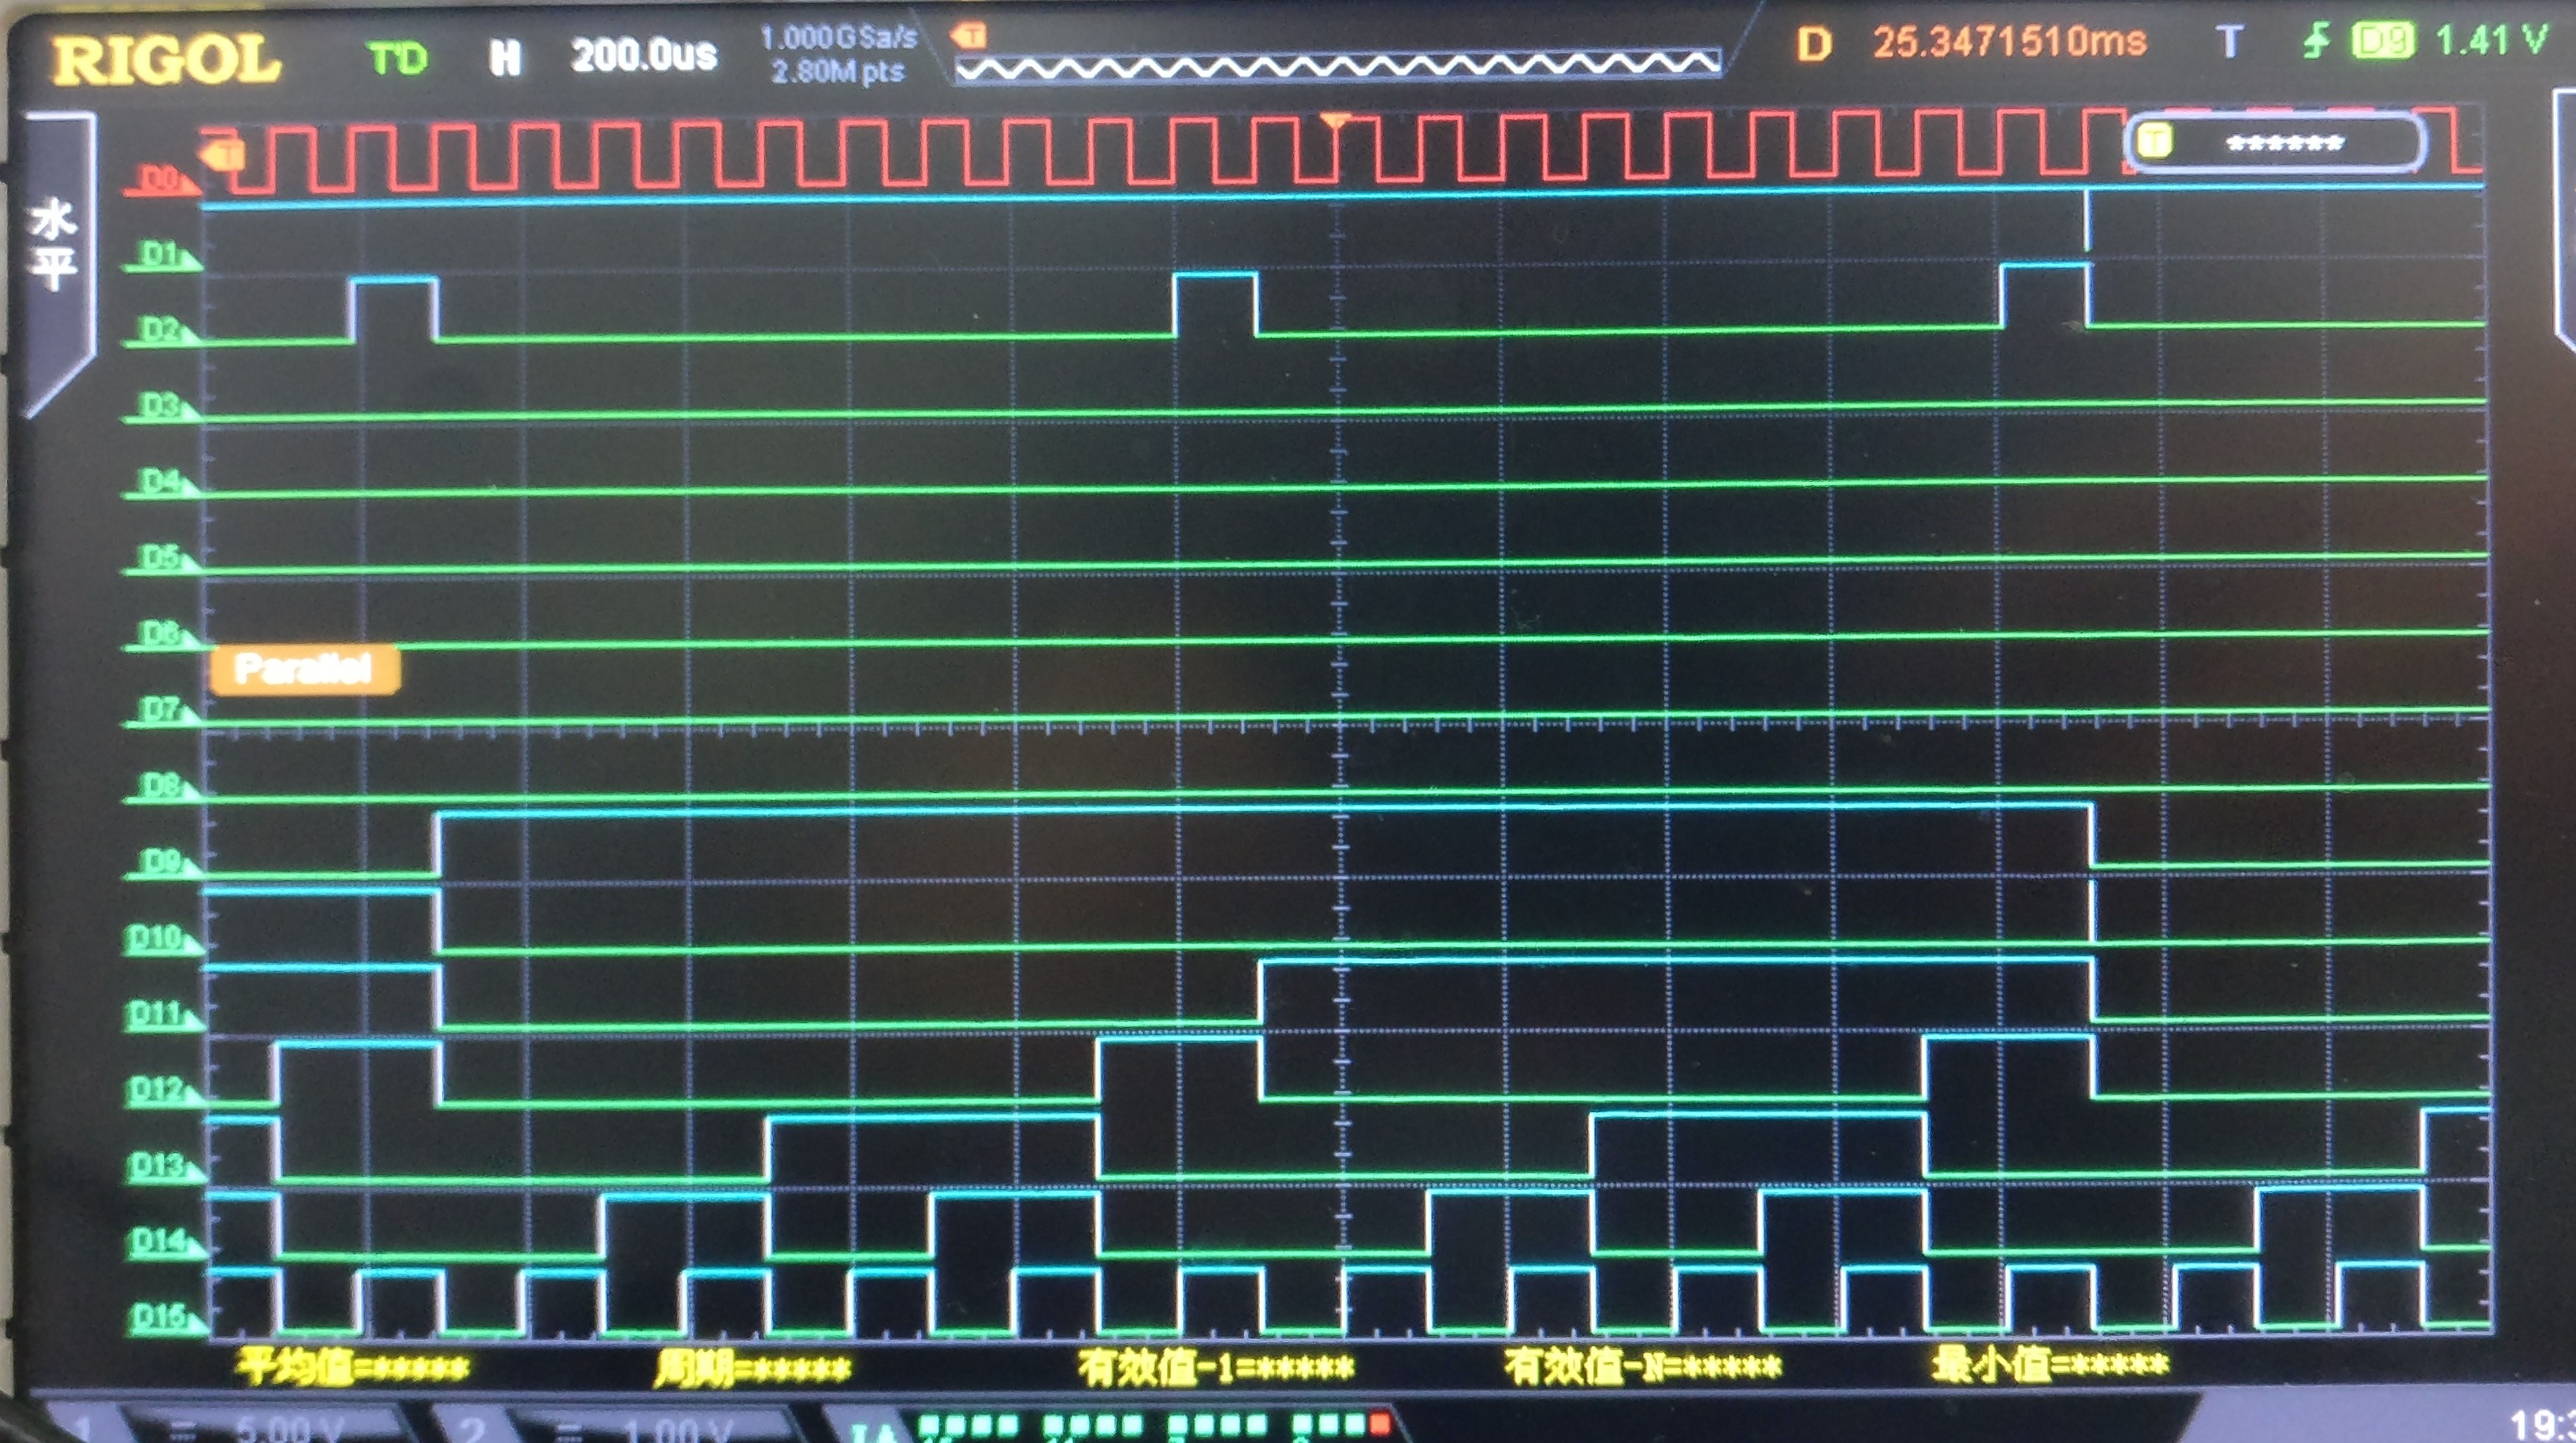 RIGOL T'D H 200.0us 1.000GSa/s D 25.3471510ms T D9 1.41 V
2.80M pts
T
T ******
水平
D0
D1
D2
D3
D4
D5
D6
Parallel
D7
D8
D9
D10
D11
D12
D13
D14
D15
平均值=***** 周期=***** 有效值-1=***** 有效值-N=***** 最小值=*****
1 5.00 V 2 1.00 V LA